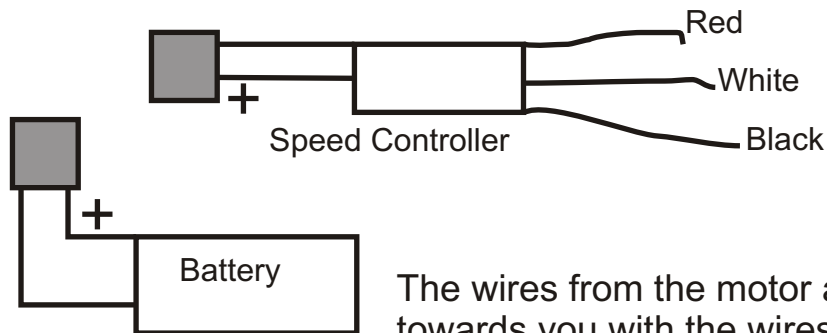 Red
White
+
Speed Controller
Black
+
Battery
The wires from the motor a
towards you with the wires